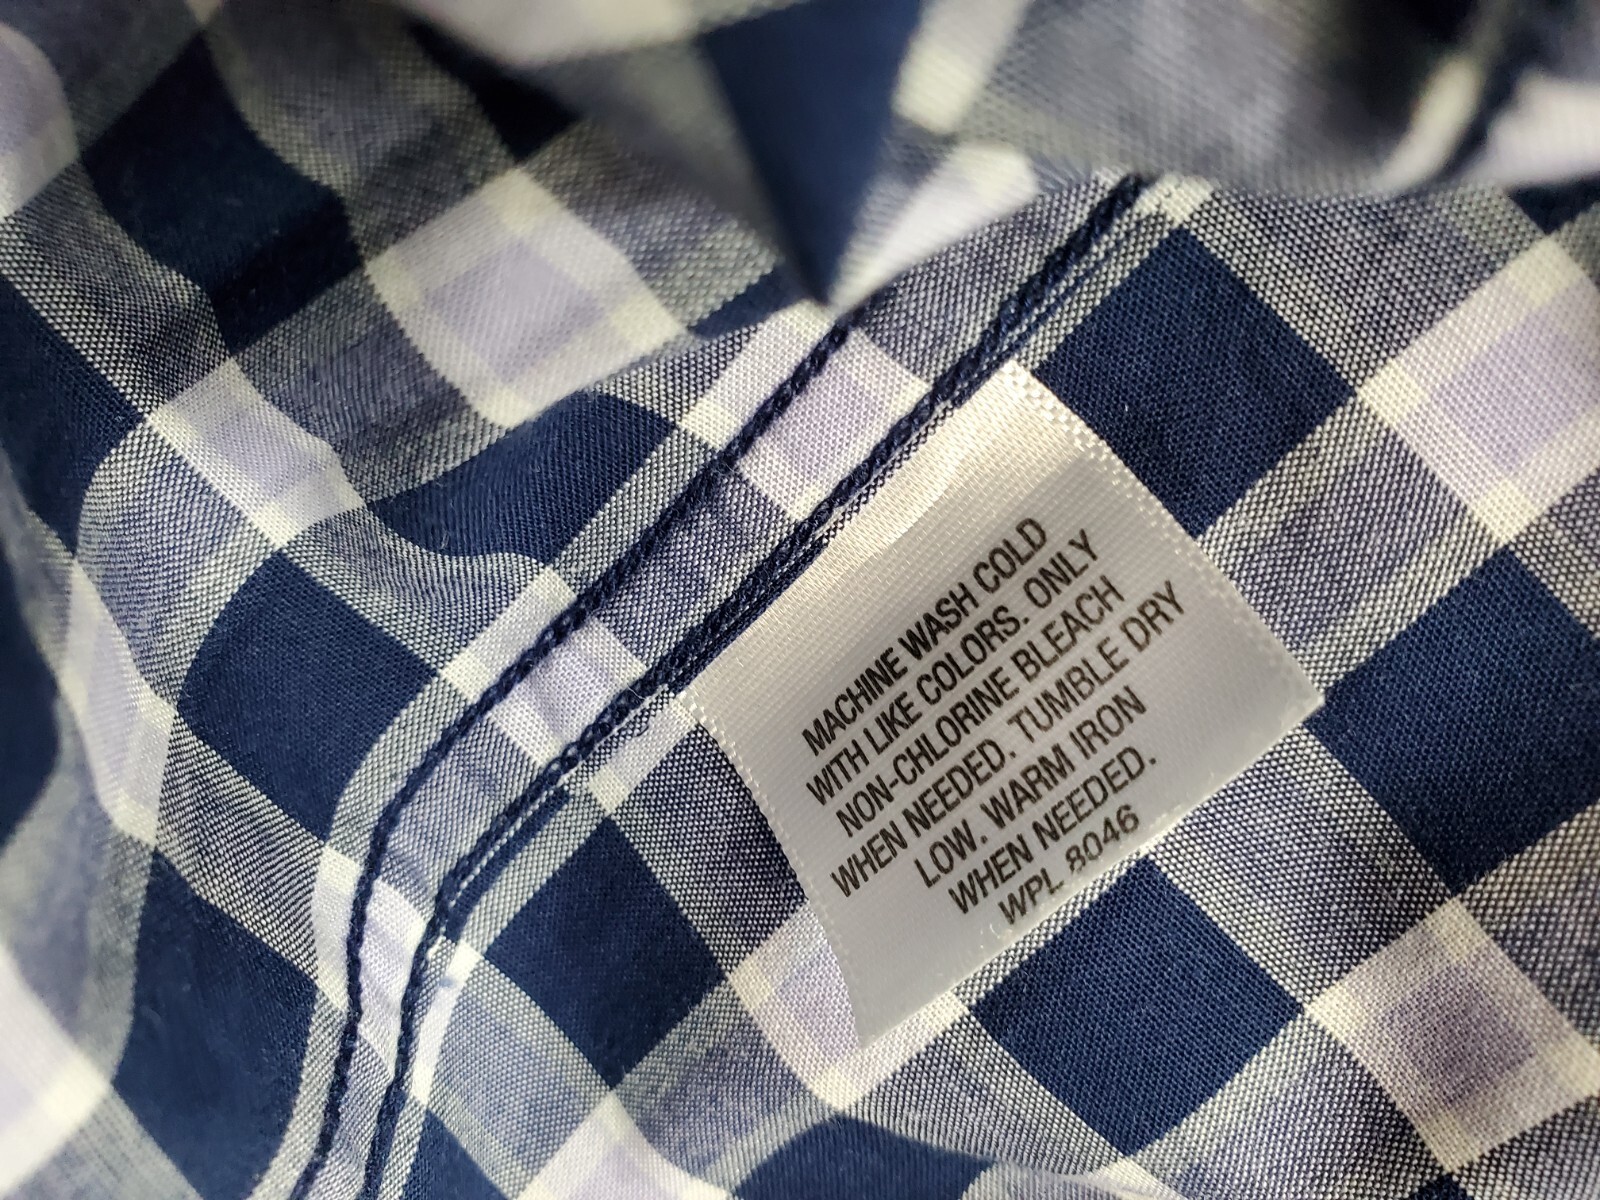 MACHINE WASH COLD
WITH LIKE COLORS. ONLY
NON-CHLORINE BLEACH
WHEN NEEDED. TUMBLE DRY
LOW. WARM IRON
WHEN NEEDED.
WPL 8046